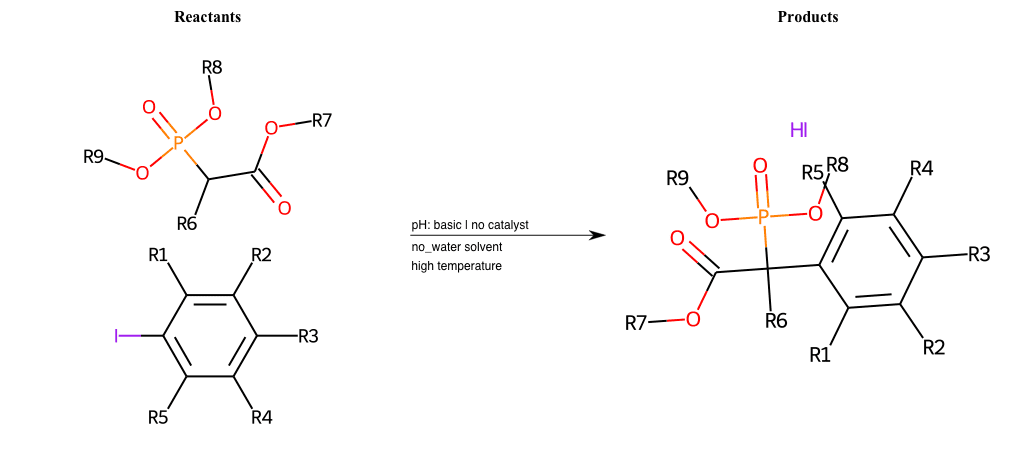 Reactants
Products
R8
O
O
R7
O
P
R9
O
O
R6
R1
R2
I
R3
R5
R4
pH: basic | no catalyst
no_water solvent
high temperature
HI
R9
O
R5
R8
R4
O
P
O
O
R3
R7
O
R6
R1
R2